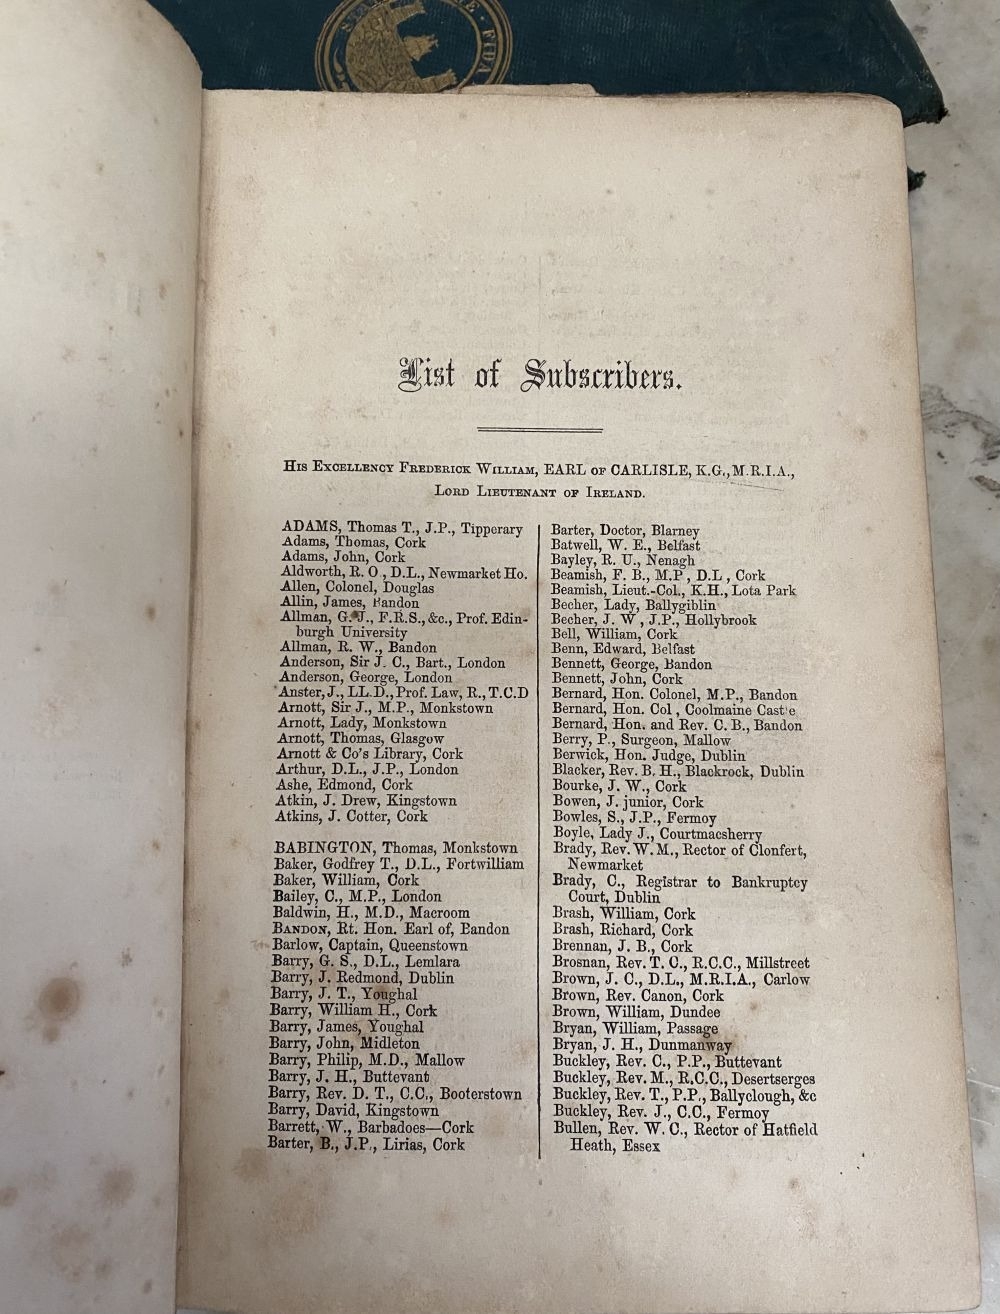 STA
FIDA
List of Subscribers.
HIS EXCELLENCY FREDERICK WILLIAM, EARL OF CARLISLE, K.G., M.R.I.A.,
LORD LIEUTENANT OF IRELAND.
ADAMS, Thomas T., J.P., Tipperary
Adams, Thomas, Cork
Adams, John, Cork
Aldworth, R. O , D.L., Newmarket Ho.
Allen, Colonel, Douglas
Allin, James, Bandon
Allman, G. J., F.R.S., &c., Prof. Edin-
burgh University
Allman, R. W., Bandon
Anderson, Sir J. C., Bart., London
Anderson, George, London
Anster, J., LL.D., Prof. Law, R., T.C.D
Arnott, Sir J., M.P., Monkstown
Arnott, Lady, Monkstown
Arnott, Thomas, Glasgow
Arnott & Co's Library, Cork
Arthur, D.L., J.P., London
Ashe, Edmond, Cork
Atkin, J. Drew, Kingstown
Atkins, J. Cotter, Cork
BABINGTON, Thomas, Monkstown
Baker, Godfrey T., D.L., Fortwilliam
Baker, William, Cork
Bailey, C., M.P., London
Baldwin, H., M.D., Macroom
BANDON, Rt. Hon. Earl of, Bandon
Barlow, Captain, Queenstown
Barry, G. S., D.L., Lemlara
Barry, J. Redmond, Dublin
Barry, J. T., Youghal
Barry, William H., Cork
Barry, James, Youghal
Barry, John, Midleton
Barry, Philip, M.D., Mallow
Barry, J. H., Buttevant
Barry, Rev. D. T., C.C., Booterstown
Barry, David, Kingstown
Barrett, W., Barbadoes—Cork
Barter, B., J.P., Lirias, Cork
Barter, Doctor, Blarney
Batwell, W. E., Belfast
Bayley, R. U., Nenagh
Beamish, F. B., M.P , D.L , Cork
Beamish, Lieut.-Col., K.H., Lota Park
Becher, Lady, Ballygiblin
Becher, J. W , J.P., Hollybrook
Bell, William, Cork
Benn, Edward, Belfast
Bennett, George, Bandon
Bennett, John, Cork
Bernard, Hon. Colonel, M.P., Bandon
Bernard, Hon. Col , Coolmaine Castle
Bernard, Hon. and Rev. C. B., Bandon
Berry, P., Surgeon, Mallow
Berwick, Hon. Judge, Dublin
Blacker, Rev. B. H., Blackrock, Dublin
Bourke, J. W., Cork
Bowen, J. junior, Cork
Bowles, S., J.P., Fermoy
Boyle, Lady J., Courtmacsherry
Brady, Rev. W. M., Rector of Clonfert,
Newmarket
Brady, C., Registrar to Bankruptcy
Court, Dublin
Brash, William, Cork
Brash, Richard, Cork
Brennan, J. B., Cork
Brosnan, Rev. T. C., R.C.C., Millstreet
Brown, J. C., D.L., M.R.I.A., Carlow
Brown, Rev. Canon, Cork
Brown, William, Dundee
Bryan, William, Passage
Bryan, J. H., Dunmanway
Buckley, Rev. C., P.P., Buttevant
Buckley, Rev. M., R.C.C., Desertserges
Buckley, Rev. T., P.P., Ballyclough, &c
Buckley, Rev. J., C.C., Fermoy
Bullen, Rev. W. C., Rector of Hatfield
Heath, Essex